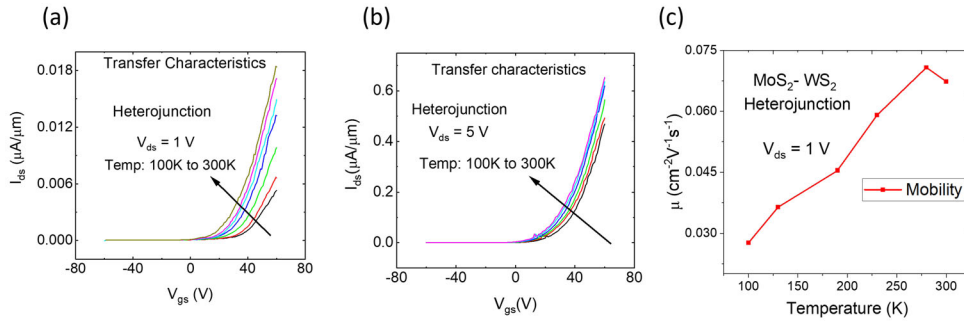 (a)
Transfer Characteristics
Heterojunction
V_ds = 1 V
Temp: 100K to 300K
I_ds (μA/μm)
0.018
0.012
0.006
0.000
-80
-40
0
40
80
V_gs (V)
(b)
Transfer characteristics
Heterojunction
V_ds = 5 V
Temp: 100K to 300K
I_ds(μA/μm)
0.6
0.4
0.2
0.0
-80
-40
0
40
80
V_gs(V)
(c)
MoS₂- WS₂
Heterojunction
V_ds = 1 V
Mobility
μ (cm⁻²V⁻¹s⁻¹)
0.075
0.060
0.045
0.030
100
150
200
250
300
Temperature (K)